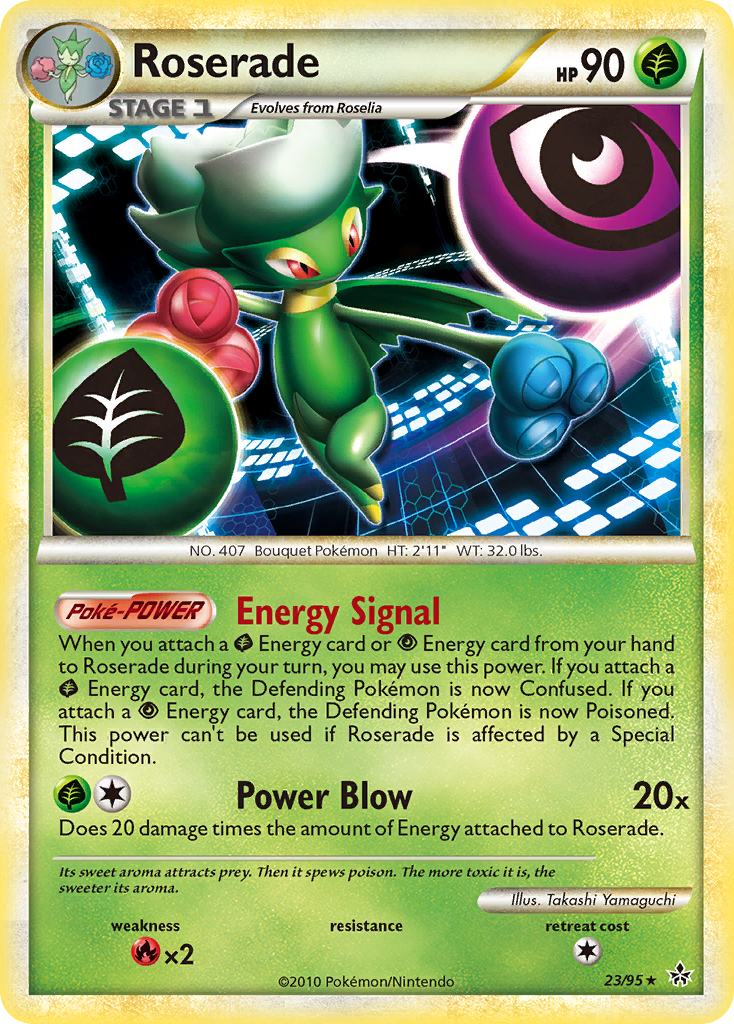 Roserade
HP 90
STAGE 1
Evolves from Roselia
NO. 407 Bouquet Pokémon HT: 2'11" WT: 32.0 lbs.
Poké-POWER Energy Signal
When you attach a Energy card or Energy card from your hand
to Roserade during your turn, you may use this power. If you attach a
Energy card, the Defending Pokémon is now Confused. If you
attach a Energy card, the Defending Pokémon is now Poisoned.
This power can't be used if Roserade is affected by a Special
Condition.
Power Blow 20x
Does 20 damage times the amount of Energy attached to Roserade.
Its sweet aroma attracts prey. Then it spews poison. The more toxic it is, the
sweeter its aroma.
Illus. Takashi Yamaguchi
weakness resistance retreat cost
×2
©2010 Pokémon/Nintendo 23/95 ★